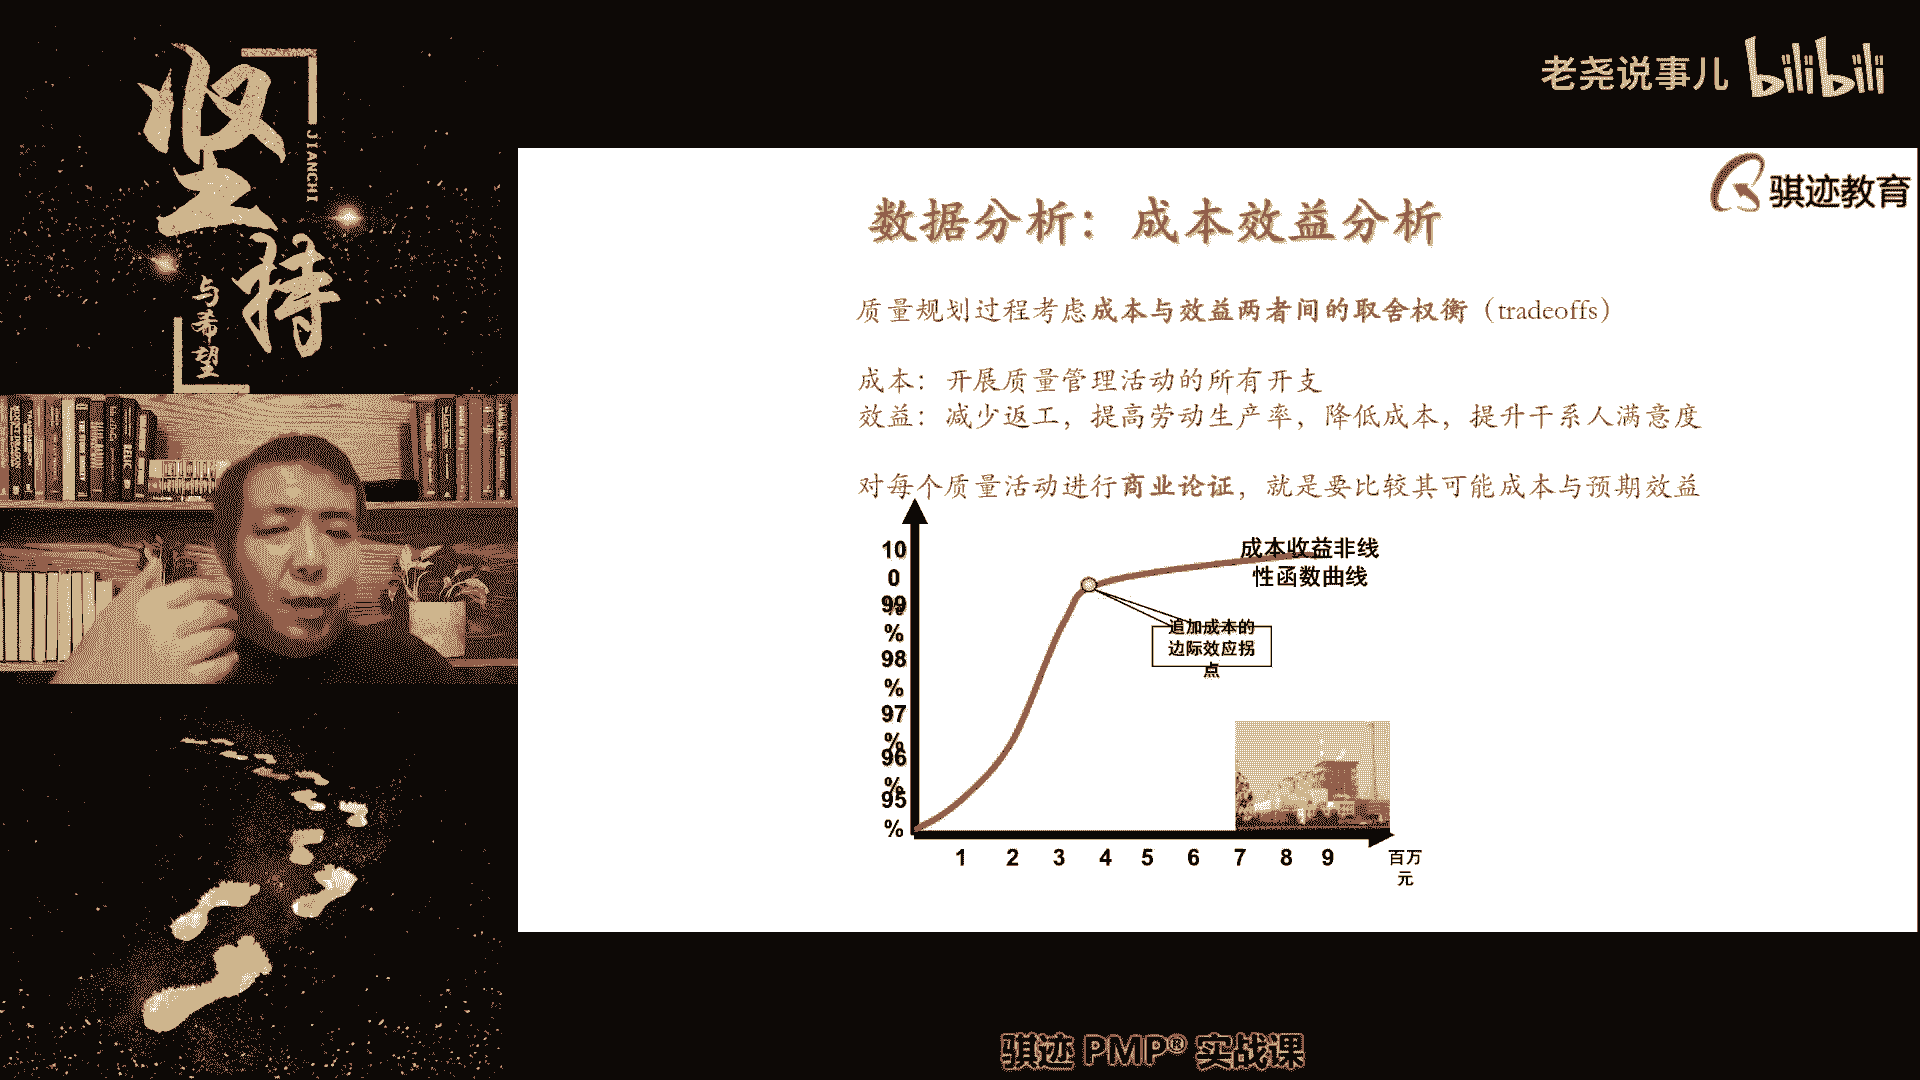 坚持
JIANCHI
与希望
老尧说事儿 bilibili
骐迹教育
数据分析：成本效益分析
质量规划过程考虑成本与效益两者间的取舍权衡（tradeoffs）
成本：开展质量管理活动的所有开支
效益：减少返工，提高劳动生产率，降低成本，提升干系人满意度
对每个质量活动进行商业论证，就是要比较其可能成本与预期效益
100%
99%
98%
97%
96%
95%
成本收益非线
性函数曲线
追加成本的
边际效应拐
点
1 2 3 4 5 6 7 8 9
百万
元
骐迹 PMP® 实战课